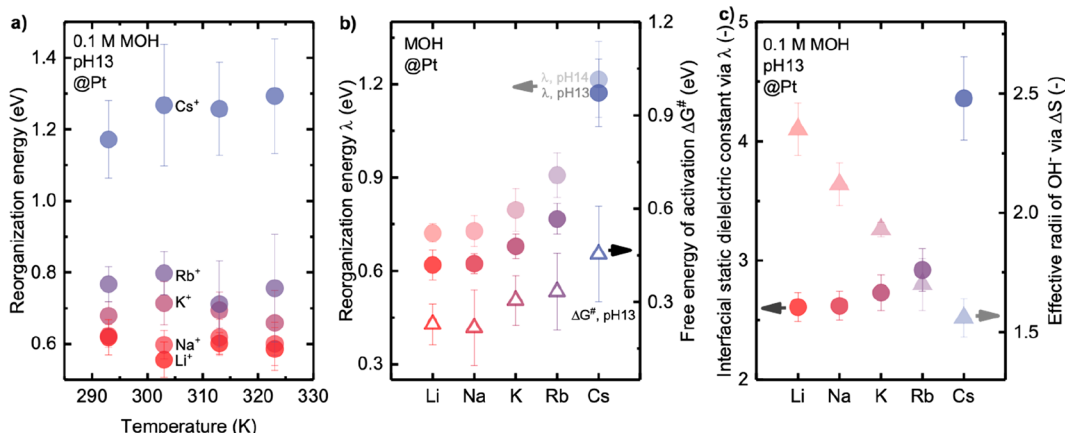 a)
0.1 M MOH
pH13
@Pt
Reorganization energy (eV)
1.4
1.2
1.0
0.8
0.6
Cs⁺
Rb⁺
K⁺
Na⁺
Li⁺
290 300 310 320 330
Temperature (K)
b)
MOH
@Pt
Reorganization energy λ (eV)
1.2
0.9
0.6
0.3
λ, pH14
λ, pH13
ΔG#, pH13
Li Na K Rb Cs
1.2
0.9
0.6
0.3
Free energy of activation ΔG# (eV)
c)
0.1 M MOH
pH13
@Pt
Interfacial static dielctric constant via λ (-)
5
4
3
2
Li Na K Rb Cs
2.5
2.0
1.5
Effective radii of OH⁻ via ΔS (-)